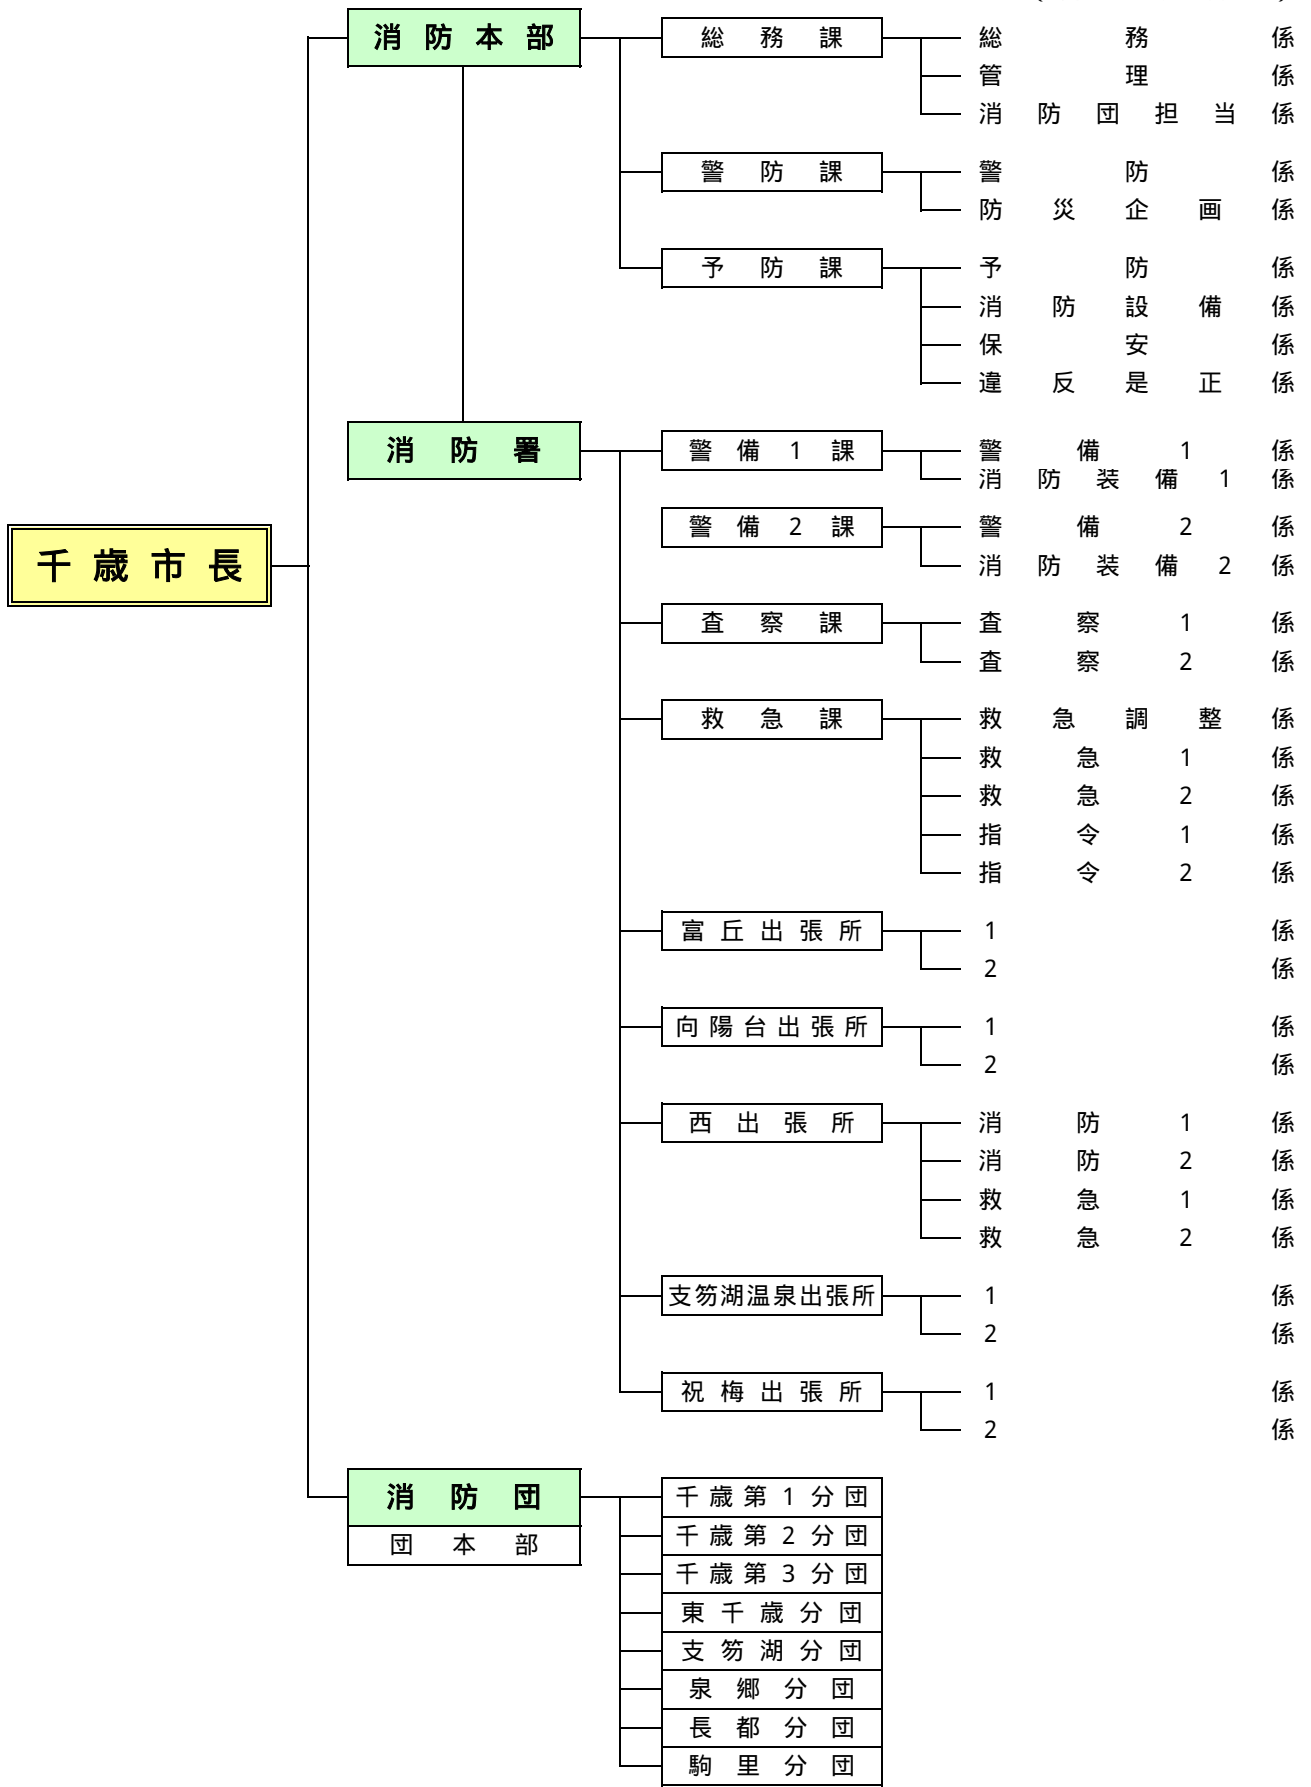 消防本部 総務課 総務係
管理係
消防団担当係
警防課 警防係
防災企画係
予防課 予防係
消防設備係
保安係
違反是正係
消防署 警備1課 警備1係
消防装備1係
警備2課 警備2係
消防装備2係
千歳市長
査察課 査察1係
査察2係
救急課 救急調整係
救急1係
救急2係
指令1係
指令2係
富丘出張所 1係
2係
向陽台出張所 1係
2係
西出張所 消防1係
消防2係
救急1係
救急2係
支笏湖温泉出張所 1係
2係
祝梅出張所 1係
2係
消防団 千歳第1分団
団本部 千歳第2分団
千歳第3分団
東千歳分団
支笏湖分団
泉郷分団
長都分団
駒里分団